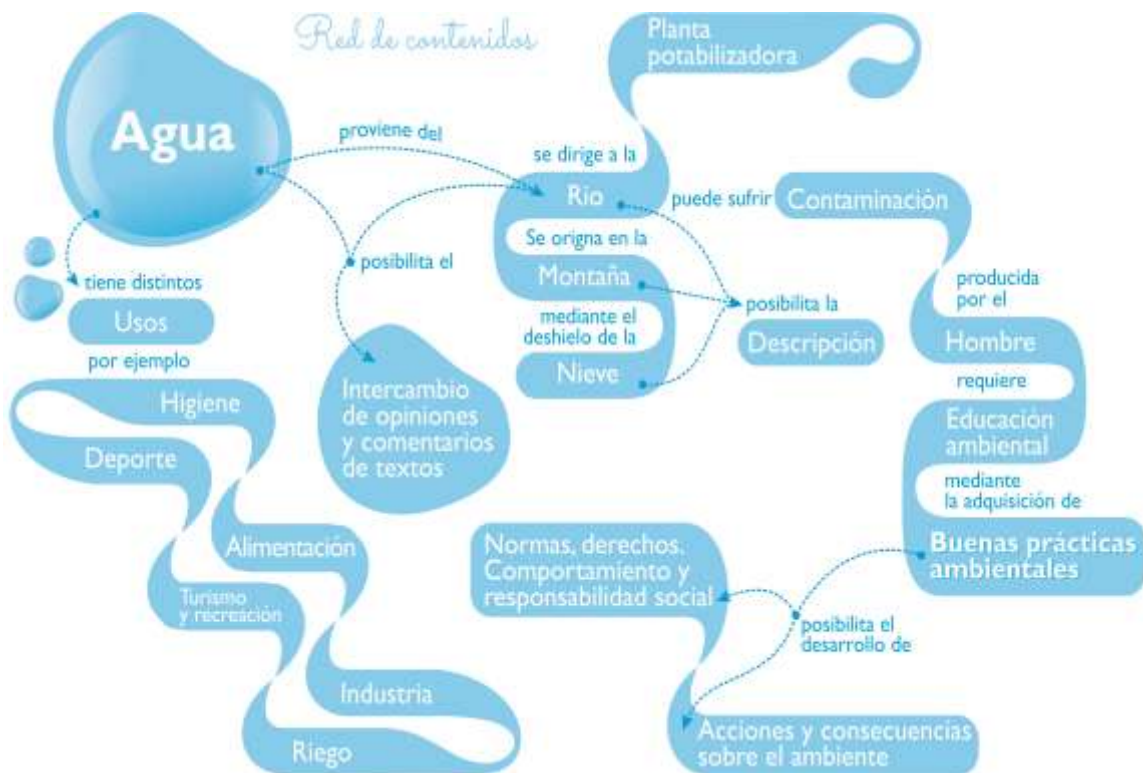 Red de contenidos
Agua
proviene del
posibilita el
tiene distintos
Usos
por ejemplo
Higiene
Deporte
Alimentación
Turismo
y recreación
Industria
Riego
Intercambio
de opiniones
y comentarios
de textos
Planta
potabilizadora
se dirige a la
Río
Se origna en la
Montaña
mediante el
deshielo de la
Nieve
posibilita la
Descripción
puede sufrir
Contaminación
producida
por el
Hombre
requiere
Educación
ambiental
mediante
la adquisición de
Buenas prácticas
ambientales
posibilita el
desarrollo de
Normas, derechos.
Comportamiento y
responsabilidad social
Acciones y consecuencias
sobre el ambiente